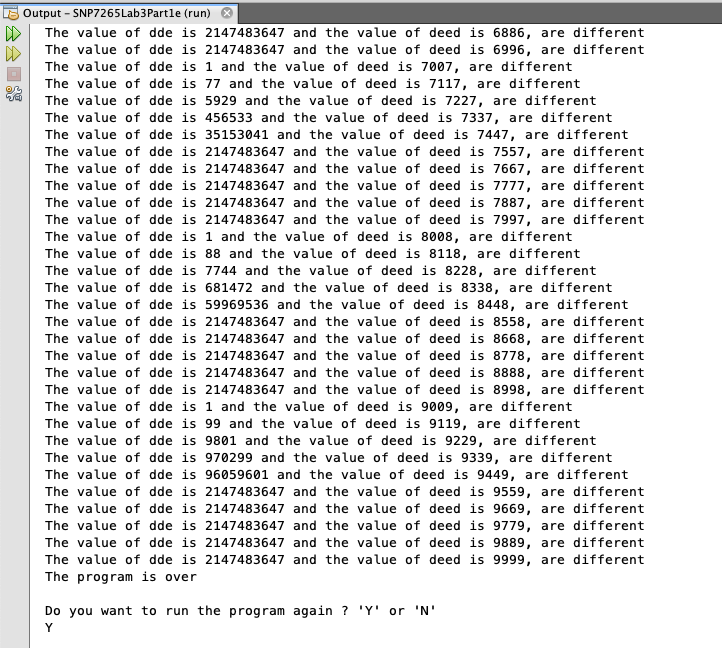 Output – SNP7265Lab3Part1e (run)
The value of dde is 2147483647 and the value of deed is 6886, are different
The value of dde is 2147483647 and the value of deed is 6996, are different
The value of dde is 1 and the value of deed is 7007, are different
The value of dde is 77 and the value of deed is 7117, are different
The value of dde is 5929 and the value of deed is 7227, are different
The value of dde is 456533 and the value of deed is 7337, are different
The value of dde is 35153041 and the value of deed is 7447, are different
The value of dde is 2147483647 and the value of deed is 7557, are different
The value of dde is 2147483647 and the value of deed is 7667, are different
The value of dde is 2147483647 and the value of deed is 7777, are different
The value of dde is 2147483647 and the value of deed is 7887, are different
The value of dde is 2147483647 and the value of deed is 7997, are different
The value of dde is 1 and the value of deed is 8008, are different
The value of dde is 88 and the value of deed is 8118, are different
The value of dde is 7744 and the value of deed is 8228, are different
The value of dde is 681472 and the value of deed is 8338, are different
The value of dde is 59969536 and the value of deed is 8448, are different
The value of dde is 2147483647 and the value of deed is 8558, are different
The value of dde is 2147483647 and the value of deed is 8668, are different
The value of dde is 2147483647 and the value of deed is 8778, are different
The value of dde is 2147483647 and the value of deed is 8888, are different
The value of dde is 2147483647 and the value of deed is 8998, are different
The value of dde is 1 and the value of deed is 9009, are different
The value of dde is 99 and the value of deed is 9119, are different
The value of dde is 9801 and the value of deed is 9229, are different
The value of dde is 970299 and the value of deed is 9339, are different
The value of dde is 96059601 and the value of deed is 9449, are different
The value of dde is 2147483647 and the value of deed is 9559, are different
The value of dde is 2147483647 and the value of deed is 9669, are different
The value of dde is 2147483647 and the value of deed is 9779, are different
The value of dde is 2147483647 and the value of deed is 9889, are different
The value of dde is 2147483647 and the value of deed is 9999, are different
The program is over
Do you want to run the program again ? 'Y' or 'N'
Y